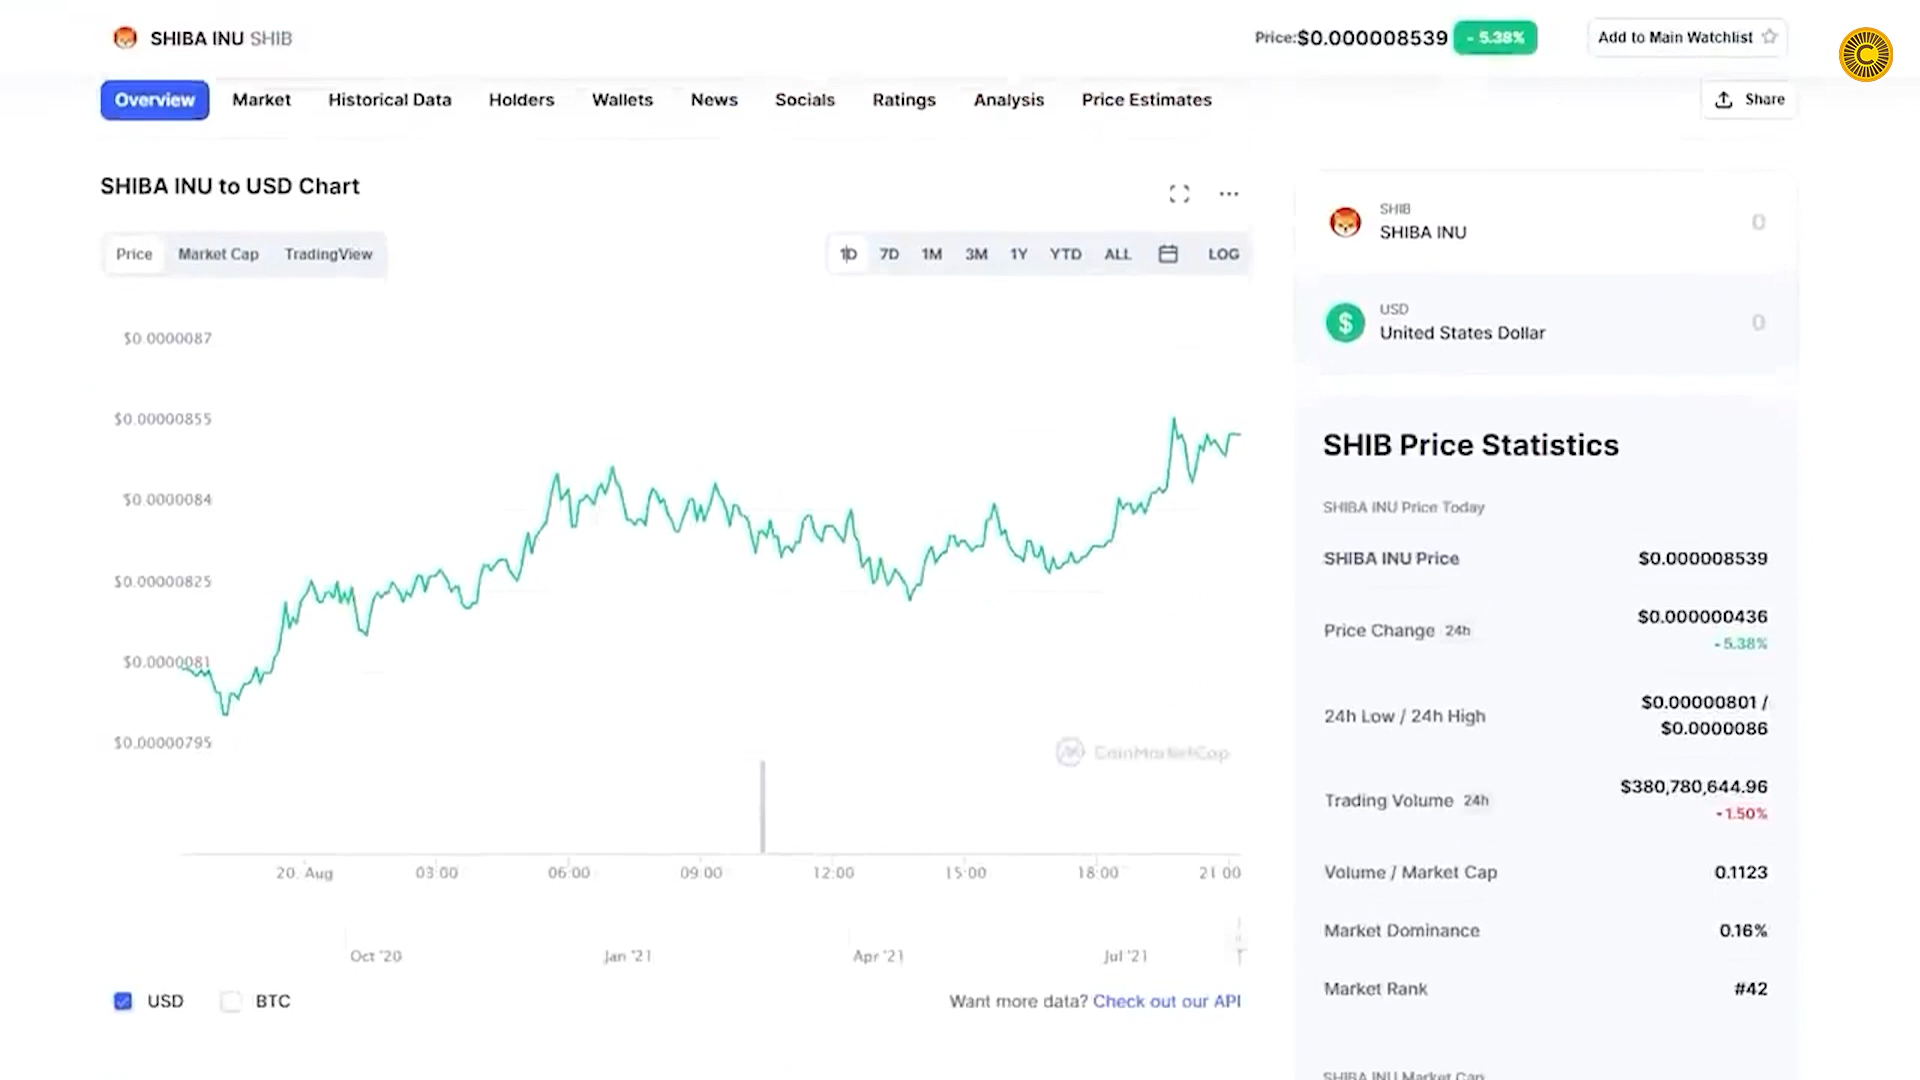 SHIBA INU SHIB
Price:$0.000008539 - 5.38%
Add to Main Watchlist
Overview Market Historical Data Holders Wallets News Socials Ratings Analysis Price Estimates
Share
SHIBA INU to USD Chart
Price Market Cap TradingView
1D 7D 1M 3M 1Y YTD ALL LOG
$0.0000087
$0.00000855
$0.0000084
$0.00000825
$0.0000081
$0.00000795
CoinMarketCap
20. Aug 03:00 06:00 09:00 12:00 15:00 18:00 21:00
Oct '20 Jan '21 Apr '21 Jul '21
USD BTC
Want more data? Check out our API
SHIB
SHIBA INU
0
USD
United States Dollar
0
$
SHIB Price Statistics
SHIBA INU Price Today
SHIBA INU Price $0.000008539
Price Change 24h $0.000000436
- 5.38%
24h Low / 24h High $0.00000801 /
$0.0000086
Trading Volume 24h $380,780,644.96
-1.50%
Volume / Market Cap 0.1123
Market Dominance 0.16%
Market Rank #42
SHIBA INU Market Cap
C